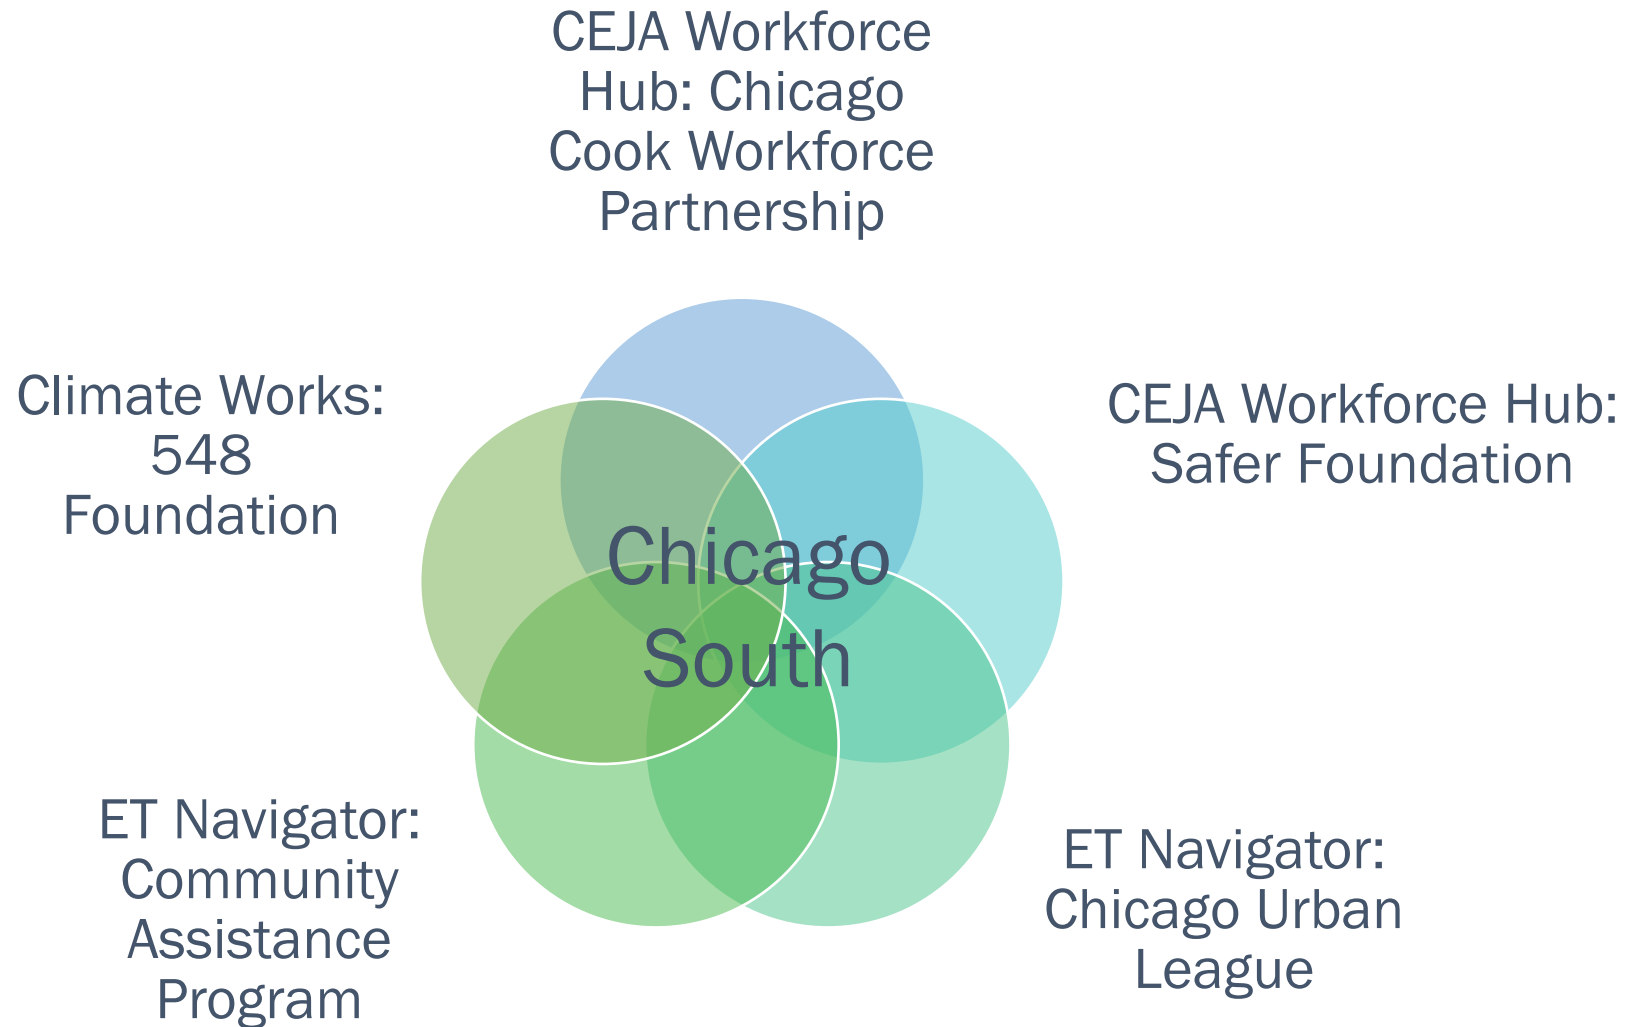 CEJA Workforce
Hub: Chicago
Cook Workforce
Partnership
Climate Works:
548
Foundation
CEJA Workforce Hub:
Safer Foundation
Chicago
South
ET Navigator:
Community
Assistance
Program
ET Navigator:
Chicago Urban
League